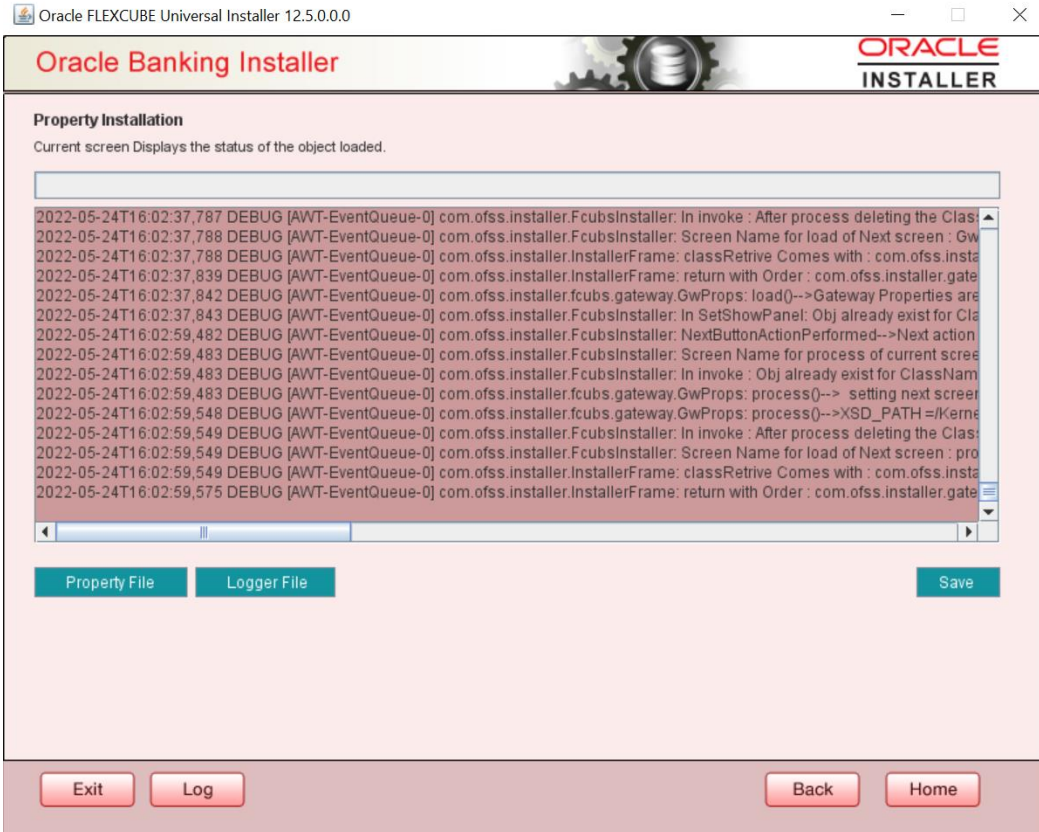 Oracle FLEXCUBE Universal Installer 12.5.0.0.0
Oracle Banking Installer
ORACLE
INSTALLER
Property Installation
Current screen Displays the status of the object loaded.
2022-05-24T16:02:37,787 DEBUG [AWT-EventQueue-0] com.ofss.installer.FcubsInstaller: In invoke : After process deleting the Clas
2022-05-24T16:02:37,788 DEBUG [AWT-EventQueue-0] com.ofss.installer.FcubsInstaller: Screen Name for load of Next screen : Gw
2022-05-24T16:02:37,788 DEBUG [AWT-EventQueue-0] com.ofss.installer.InstallerFrame: classRetrive Comes with : com.ofss.insta
2022-05-24T16:02:37,839 DEBUG [AWT-EventQueue-0] com.ofss.installer.InstallerFrame: return with Order : com.ofss.installer.gate
2022-05-24T16:02:37,842 DEBUG [AWT-EventQueue-0] com.ofss.installer.fcubs.gateway.GwProps: load()-->Gateway Properties are
2022-05-24T16:02:37,843 DEBUG [AWT-EventQueue-0] com.ofss.installer.FcubsInstaller: In SetShowPanel: Obj already exist for Cla
2022-05-24T16:02:59,482 DEBUG [AWT-EventQueue-0] com.ofss.installer.FcubsInstaller: NextButtonActionPerformed-->Next action
2022-05-24T16:02:59,483 DEBUG [AWT-EventQueue-0] com.ofss.installer.FcubsInstaller: Screen Name for process of current scree
2022-05-24T16:02:59,483 DEBUG [AWT-EventQueue-0] com.ofss.installer.FcubsInstaller: In invoke : Obj already exist for ClassNam
2022-05-24T16:02:59,483 DEBUG [AWT-EventQueue-0] com.ofss.installer.fcubs.gateway.GwProps: process()--> setting next screen
2022-05-24T16:02:59,548 DEBUG [AWT-EventQueue-0] com.ofss.installer.fcubs.gateway.GwProps: process()-->XSD_PATH =/Kerne
2022-05-24T16:02:59,549 DEBUG [AWT-EventQueue-0] com.ofss.installer.FcubsInstaller: In invoke : After process deleting the Clas
2022-05-24T16:02:59,549 DEBUG [AWT-EventQueue-0] com.ofss.installer.FcubsInstaller: Screen Name for load of Next screen : pro
2022-05-24T16:02:59,549 DEBUG [AWT-EventQueue-0] com.ofss.installer.InstallerFrame: classRetrive Comes with : com.ofss.insta
2022-05-24T16:02:59,575 DEBUG [AWT-EventQueue-0] com.ofss.installer.InstallerFrame: return with Order : com.ofss.installer.gate
Property File Logger File Save
Exit Log Back Home